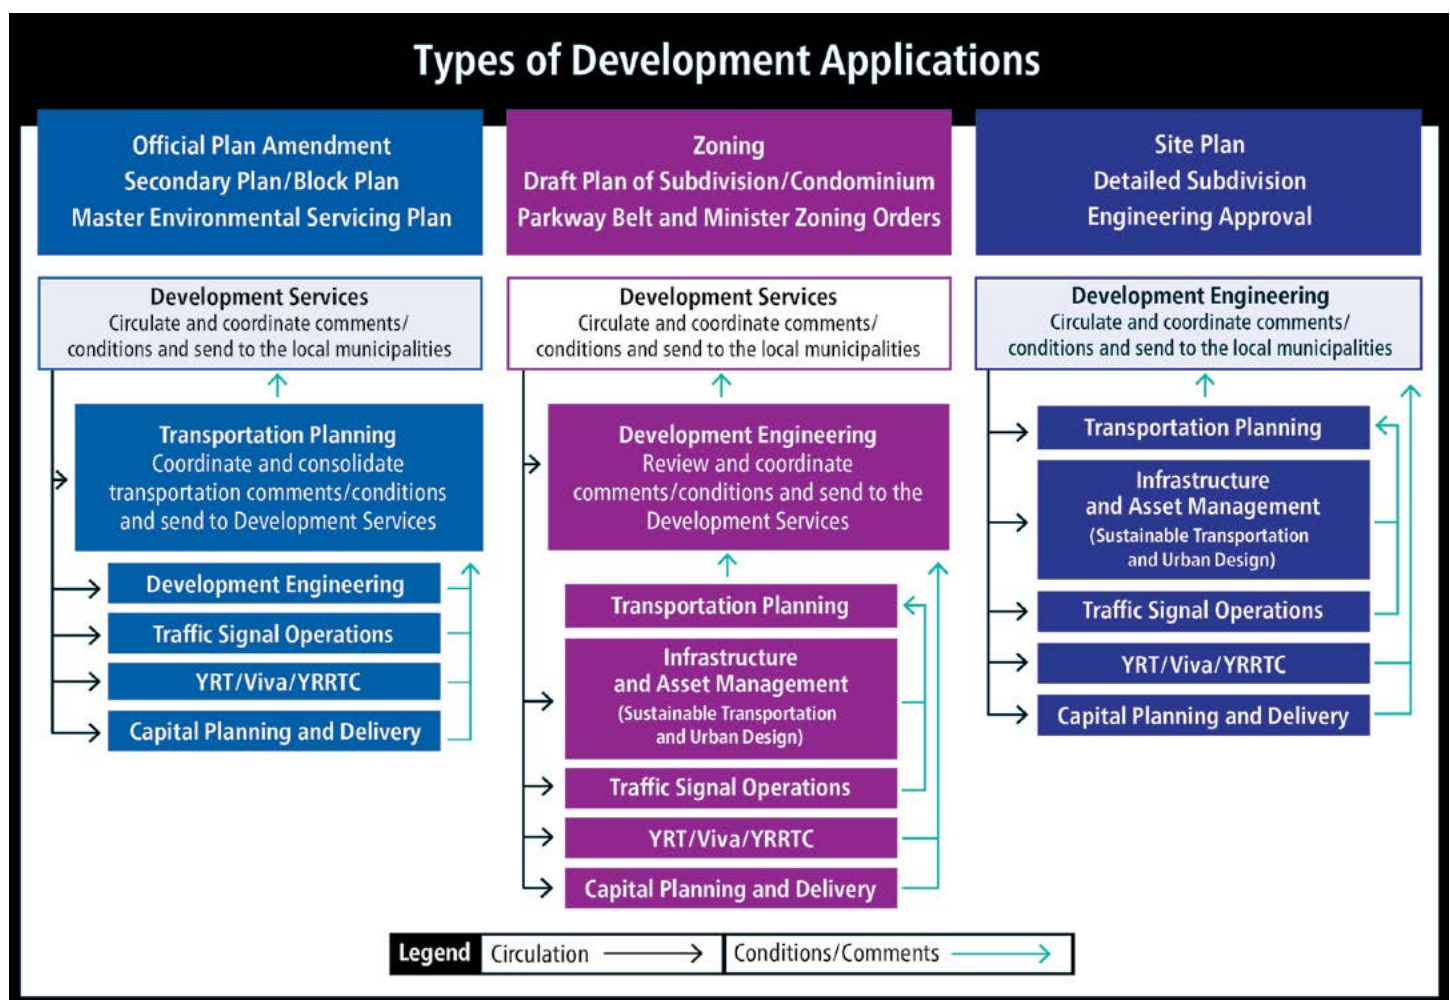 Types of Development Applications
Official Plan Amendment
Secondary Plan/Block Plan
Master Environmental Servicing Plan
Development Services
Circulate and coordinate comments/
conditions and send to the local municipalities
Transportation Planning
Coordinate and consolidate
transportation comments/conditions
and send to Development Services
Development Engineering
Traffic Signal Operations
YRT/Viva/YRRTC
Capital Planning and Delivery
Zoning
Draft Plan of Subdivision/Condominium
Parkway Belt and Minister Zoning Orders
Development Services
Circulate and coordinate comments/
conditions and send to the local municipalities
Development Engineering
Review and coordinate
comments/conditions and send to the
Development Services
Transportation Planning
Infrastructure
and Asset Management
(Sustainable Transportation
and Urban Design)
Traffic Signal Operations
YRT/Viva/YRRTC
Capital Planning and Delivery
Site Plan
Detailed Subdivision
Engineering Approval
Development Engineering
Circulate and coordinate comments/
conditions and send to the local municipalities
Transportation Planning
Infrastructure
and Asset Management
(Sustainable Transportation
and Urban Design)
Traffic Signal Operations
YRT/Viva/YRRTC
Capital Planning and Delivery
Legend
Circulation
Conditions/Comments